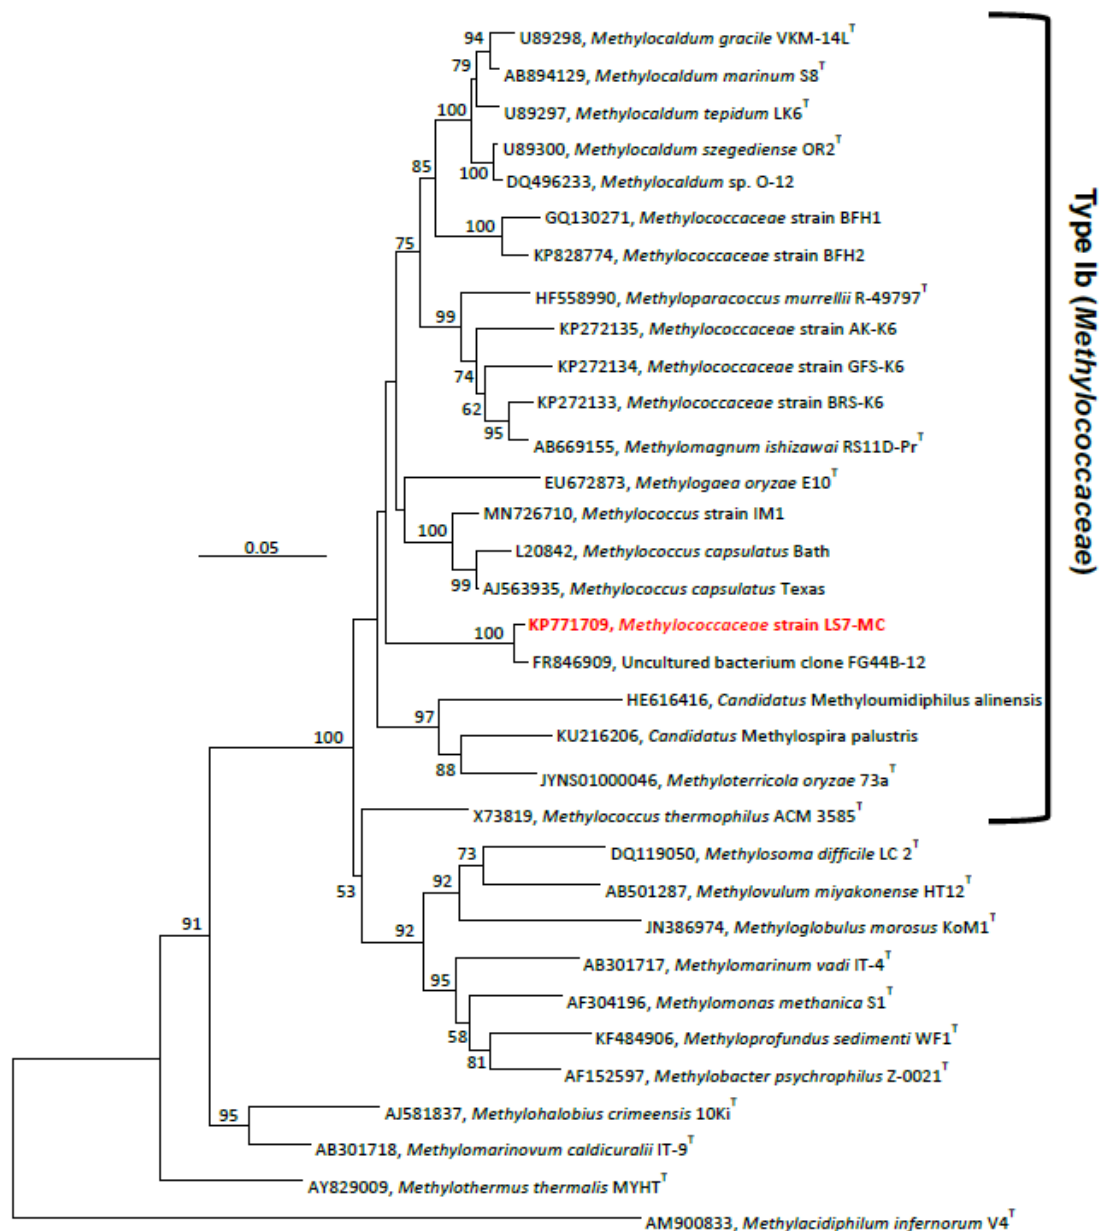 94
U89298, Methylocaldum gracile VKM-14L^T
79
AB894129, Methylocaldum marinum S8^T
100
U89297, Methylocaldum tepidum LK6^T
U89300, Methylocaldum szegediense OR2^T
85
100
DQ496233, Methylocaldum sp. O-12
GQ130271, Methylococcaceae strain BFH1
100
75
KP828774, Methylococcaceae strain BFH2
HF558990, Methyloparacoccus murrellii R-49797^T
99
KP272135, Methylococcaceae strain AK-K6
KP272134, Methylococcaceae strain GFS-K6
74
KP272133, Methylococcaceae strain BRS-K6
62
95
AB669155, Methylomagnum ishizawai RS11D-Pr^T
EU672873, Methylogaea oryzae E10^T
MN726710, Methylococcus strain IM1
100
0.05
L20842, Methylococcus capsulatus Bath
99
AJ563935, Methylococcus capsulatus Texas
KP771709, Methylococcaceae strain LS7-MC
100
FR846909, Uncultured bacterium clone FG44B-12
HE616416, Candidatus Methyloumidiphilus alinensis
97
100
KU216206, Candidatus Methylospira palustris
88
JYNS01000046, Methyloterricola oryzae 73a^T
X73819, Methylococcus thermophilus ACM 3585^T
Type Ib (Methylococcaceae)
73
DQ119050, Methylosoma difficile LC 2^T
92
53
AB501287, Methylovulum miyakonense HT12^T
91
92
JN386974, Methyloglobulus morosus KoM1^T
AB301717, Methylomarinum vadi IT-4^T
95
AF304196, Methylomonas methanica S1^T
58
KF484906, Methyloprofundus sedimenti WF1^T
81
AF152597, Methylobacter psychrophilus Z-0021^T
95
AJ581837, Methylohalobius crimeensis 10Ki^T
AB301718, Methylomarinovum caldicuralii IT-9^T
AY829009, Methylothermus thermalis MYHT^T
AM900833, Methylacidiphilum infernorum V4^T